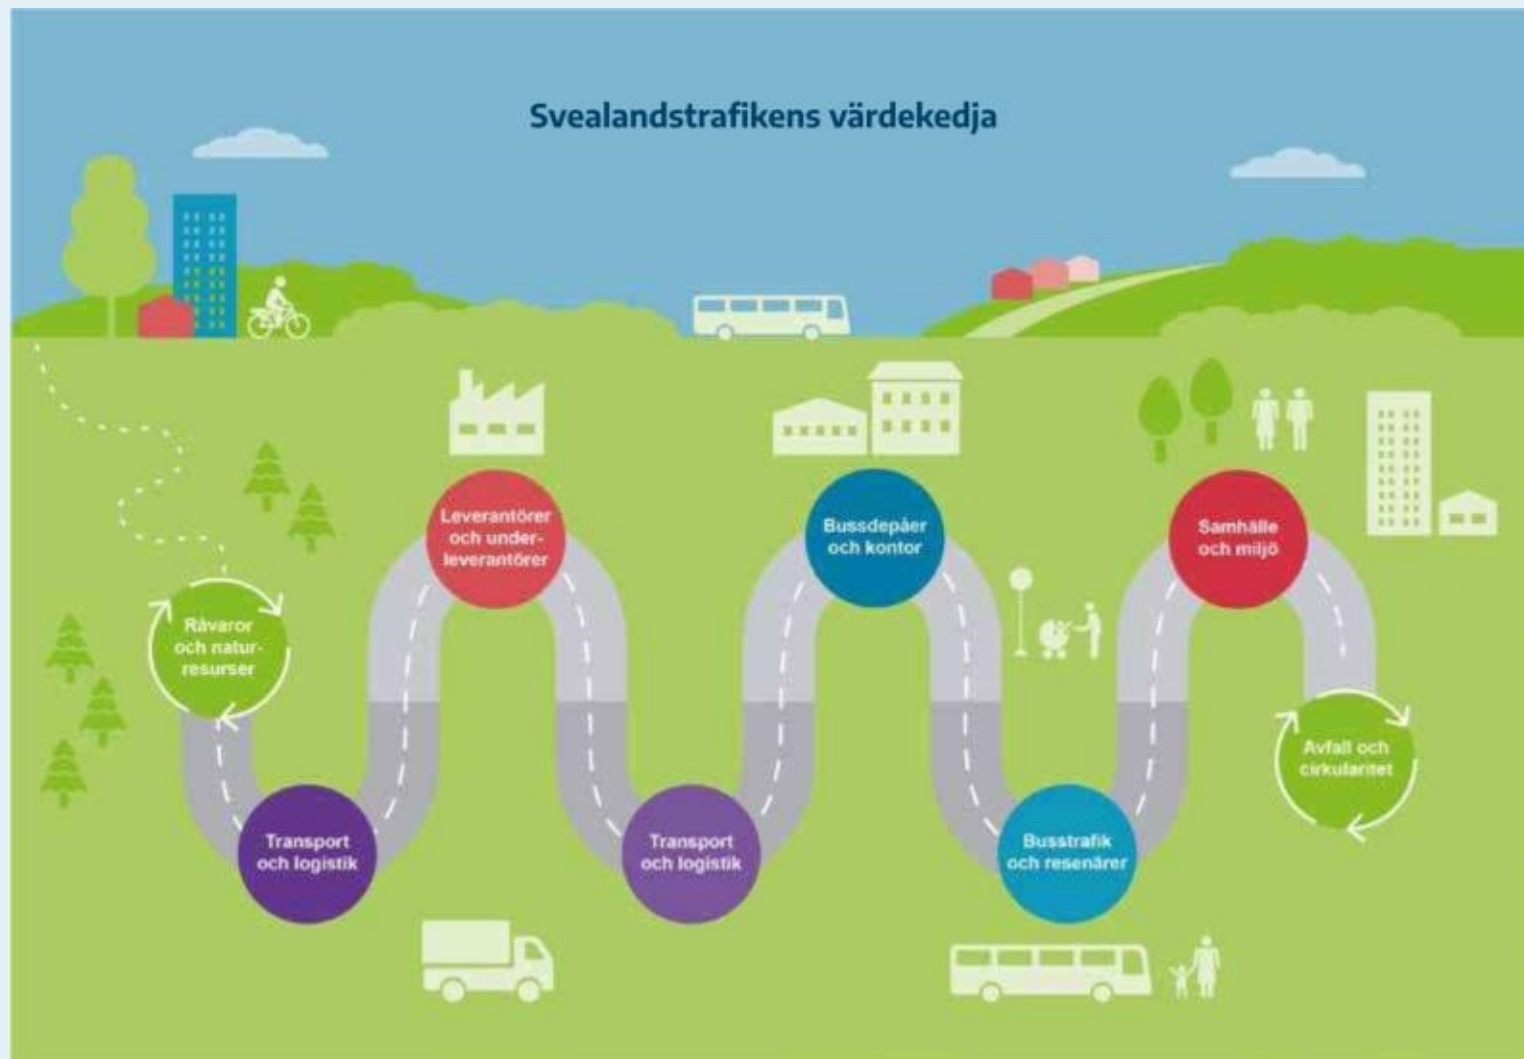 Svealandstrafikens värdekedja
Råvaror
och natur-
resurser
Transport
och logistik
Leverantörer
och under-
leverantörer
Transport
och logistik
Bussdepåer
och kontor
Busstrafik
och resenärer
Samhälle
och miljö
Avfall och
cirkularitet